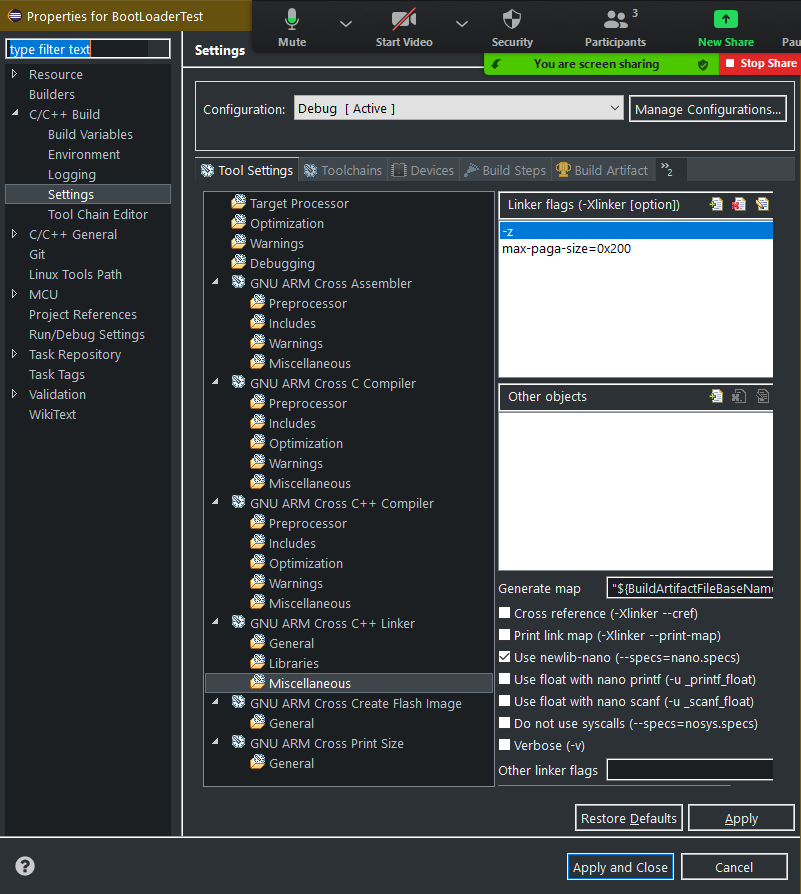 Properties for BootLoaderTest
Mute
Start Video
Security
3
Participants
New Share
Pau
You are screen sharing
Stop Share
type filter text
Resource
Builders
C/C++ Build
Build Variables
Environment
Logging
Settings
Tool Chain Editor
C/C++ General
Git
Linux Tools Path
MCU
Project References
Run/Debug Settings
Task Repository
Task Tags
Validation
WikiText
Settings
Configuration:
Debug [ Active ]
Manage Configurations...
Tool Settings
Toolchains
Devices
Build Steps
Build Artifact
»2
Target Processor
Optimization
Warnings
Debugging
GNU ARM Cross Assembler
Preprocessor
Includes
Warnings
Miscellaneous
GNU ARM Cross C Compiler
Preprocessor
Includes
Optimization
Warnings
Miscellaneous
GNU ARM Cross C++ Compiler
Preprocessor
Includes
Optimization
Warnings
Miscellaneous
GNU ARM Cross C++ Linker
General
Libraries
Miscellaneous
GNU ARM Cross Create Flash Image
General
GNU ARM Cross Print Size
General
Linker flags (-Xlinker [option])
-z
max-paga-size=0x200
Other objects
Generate map
"${BuildArtifactFileBaseName
Cross reference (-Xlinker --cref)
Print link map (-Xlinker --print-map)
Use newlib-nano (--specs=nano.specs)
Use float with nano printf (-u _printf_float)
Use float with nano scanf (-u _scanf_float)
Do not use syscalls (--specs=nosys.specs)
Verbose (-v)
Other linker flags
Restore Defaults
Apply
?
Apply and Close
Cancel